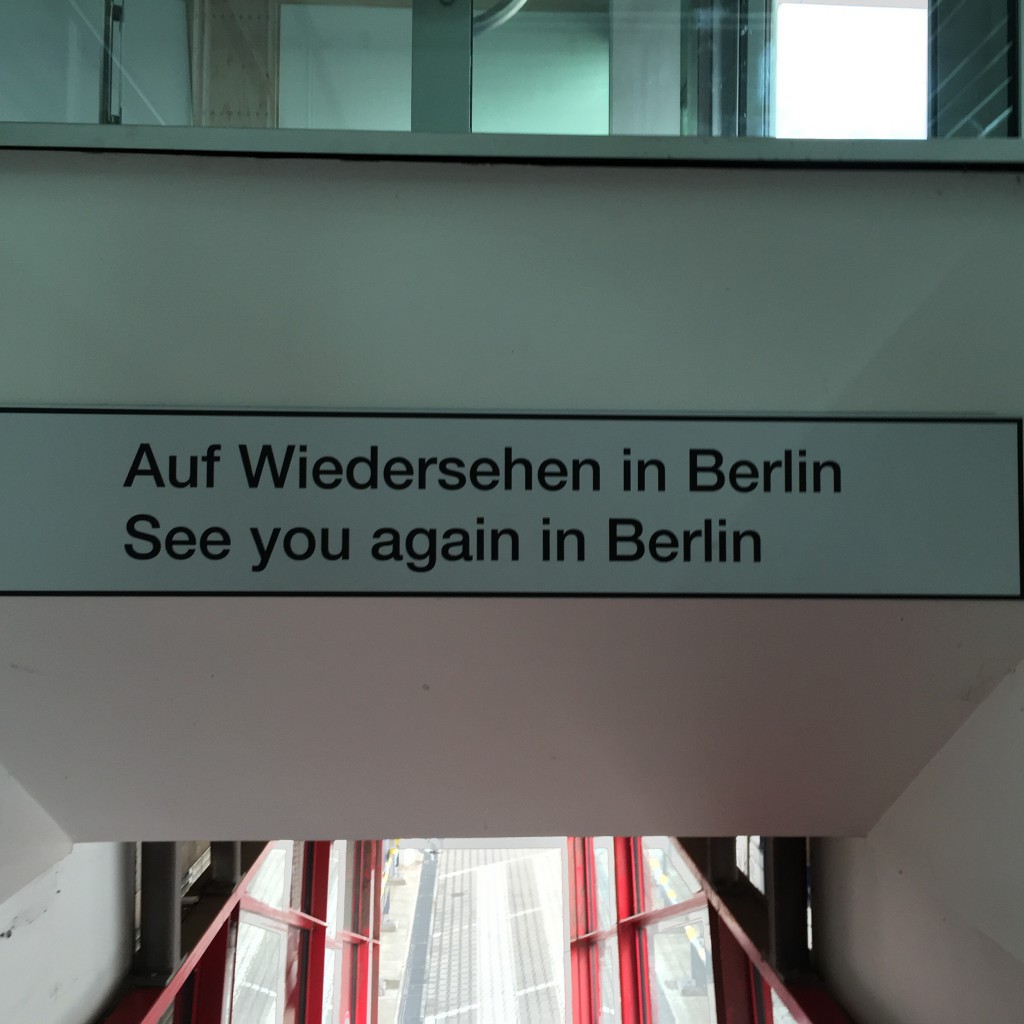 Auf Wiedersehen in Berlin
See you again in Berlin